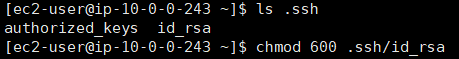 [ec2-user@ip-10-0-0-243 ~]$ ls .ssh
authorized_keys  id_rsa
[ec2-user@ip-10-0-0-243 ~]$ chmod 600 .ssh/id_rsa